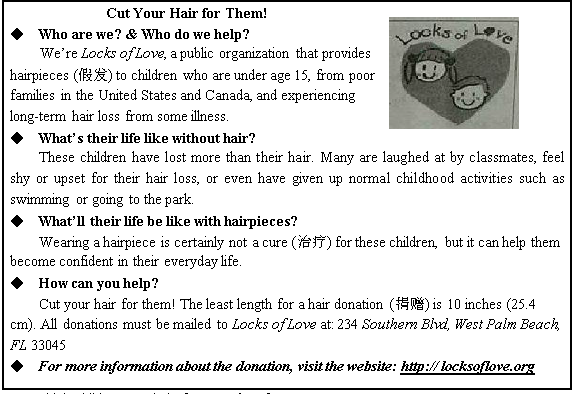 Cut Your Hair for Them!
◆ Who are we? & Who do we help?
We're Locks of Love, a public organization that provides
hairpieces (假发) to children who are under age 15, from poor
families in the United States and Canada, and experiencing
long-term hair loss from some illness.
Locks of Love
◆ What's their life like without hair?
These children have lost more than their hair. Many are laughed at by classmates, feel
shy or upset for their hair loss, or even have given up normal childhood activities such as
swimming or going to the park.
◆ What'll their life be like with hairpieces?
Wearing a hairpiece is certainly not a cure (治疗) for these children, but it can help them
become confident in their everyday life.
◆ How can you help?
Cut your hair for them! The least length for a hair donation (捐赠) is 10 inches (25.4
cm). All donations must be mailed to Locks of Love at: 234 Southern Blvd, West Palm Beach,
FL 33045
◆ For more information about the donation, visit the website: http:// locksoflove.org